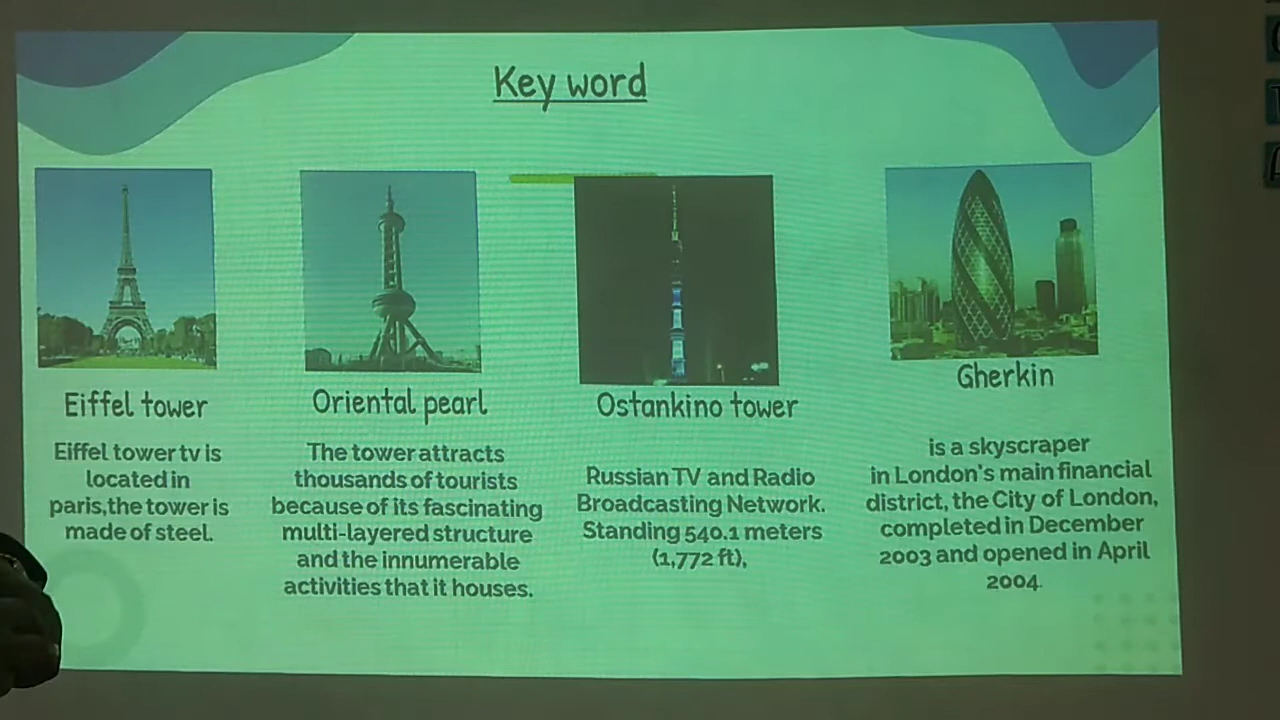 Key word
Eiffel tower
Eiffel tower tv is
located in
paris,the tower is
made of steel.
Oriental pearl
The tower attracts
thousands of tourists
because of its fascinating
multi-layered structure
and the innumerable
activities that it houses.
Ostankino tower
Russian TV and Radio
Broadcasting Network.
Standing 540.1 meters
(1,772 ft),
Gherkin
is a skyscraper
in London's main financial
district, the City of London,
completed in December
2003 and opened in April
2004.